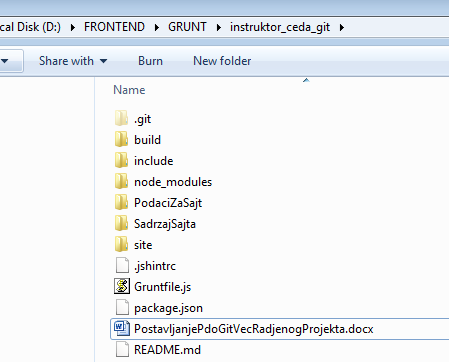 cal Disk (D:) ▸ FRONTEND ▸ GRUNT ▸ instruktor_ceda_git ▸
Share with Burn New folder
Name
.git
build
include
node_modules
PodaciZaSajt
SadrzajSajta
site
.jshintrc
Gruntfile.js
package.json
PostavljanjePdoGitVecRadjenogProjekta.docx
README.md